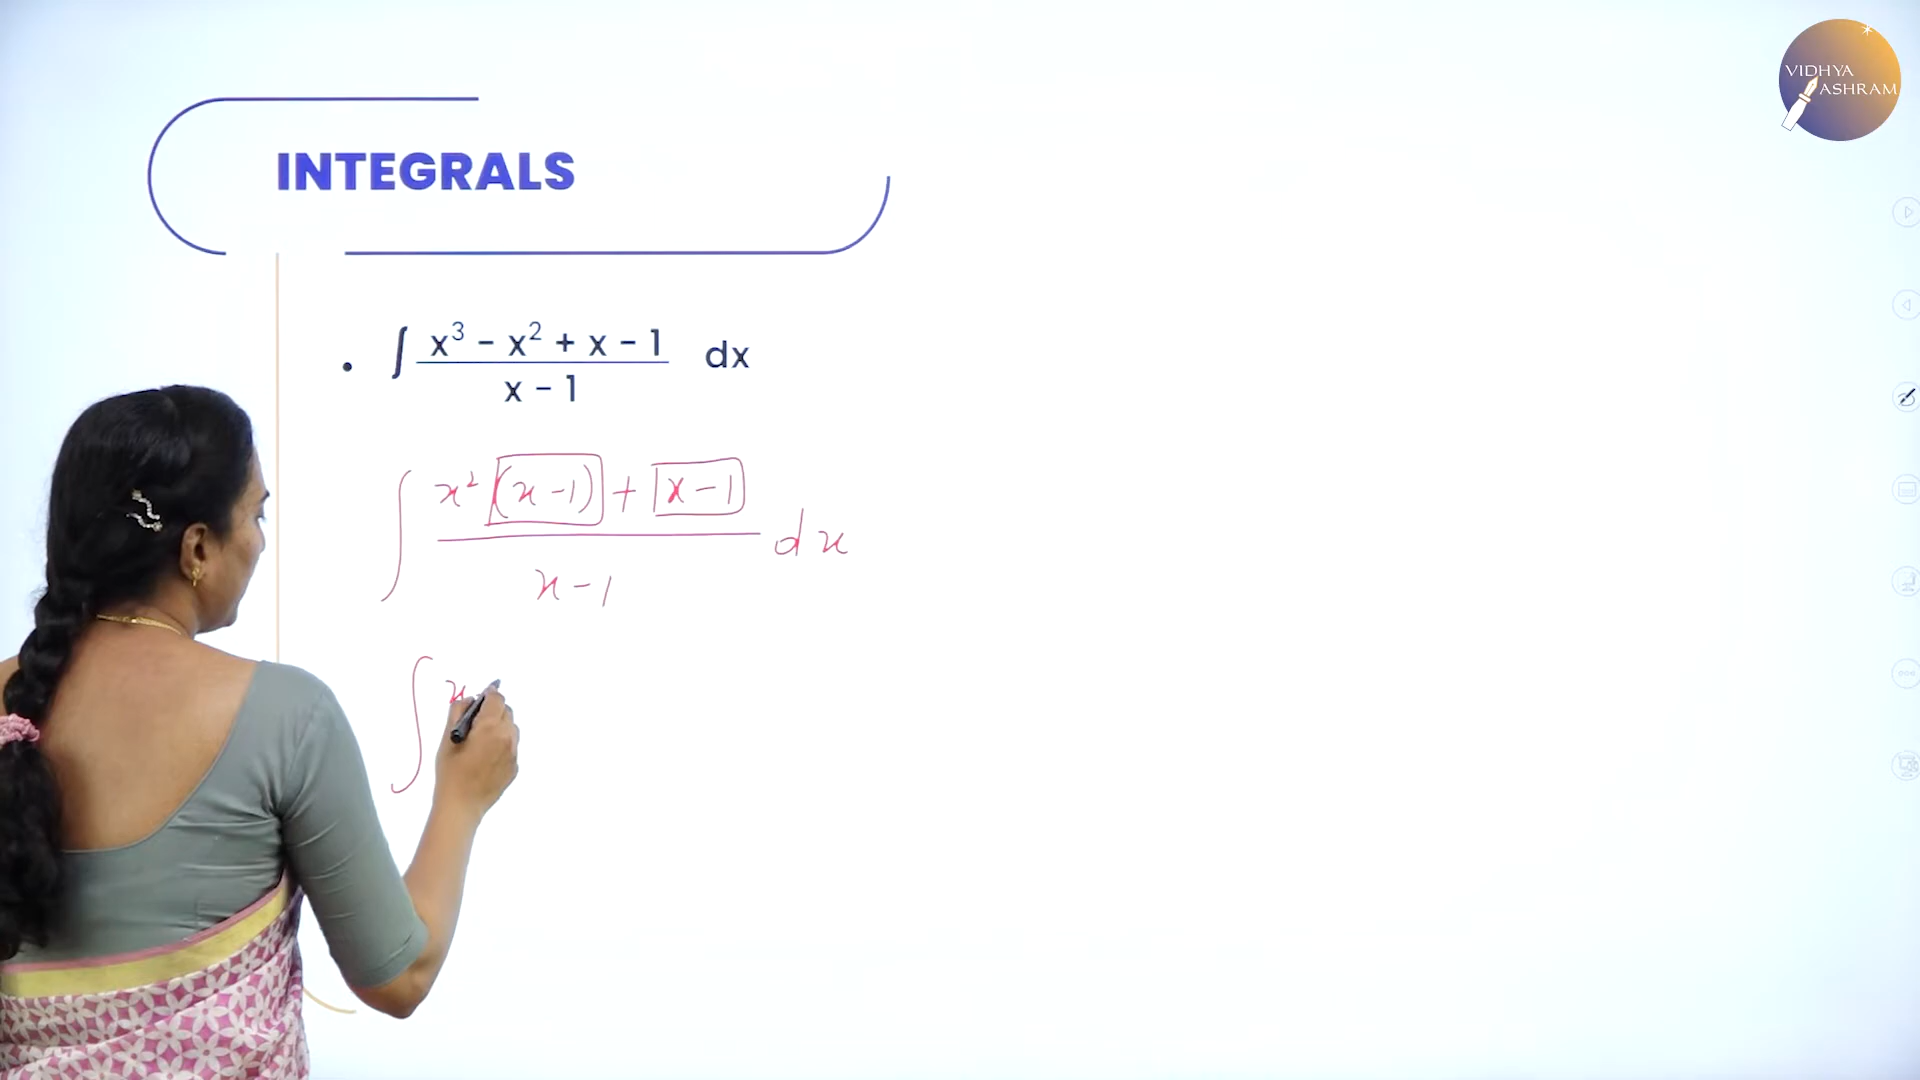 VIDHYA
ASHRAM
INTEGRALS
• ∫ (x³ - x² + x - 1)/(x - 1) dx
∫ (x² (x-1) + x-1)/(x-1) dx
∫ x